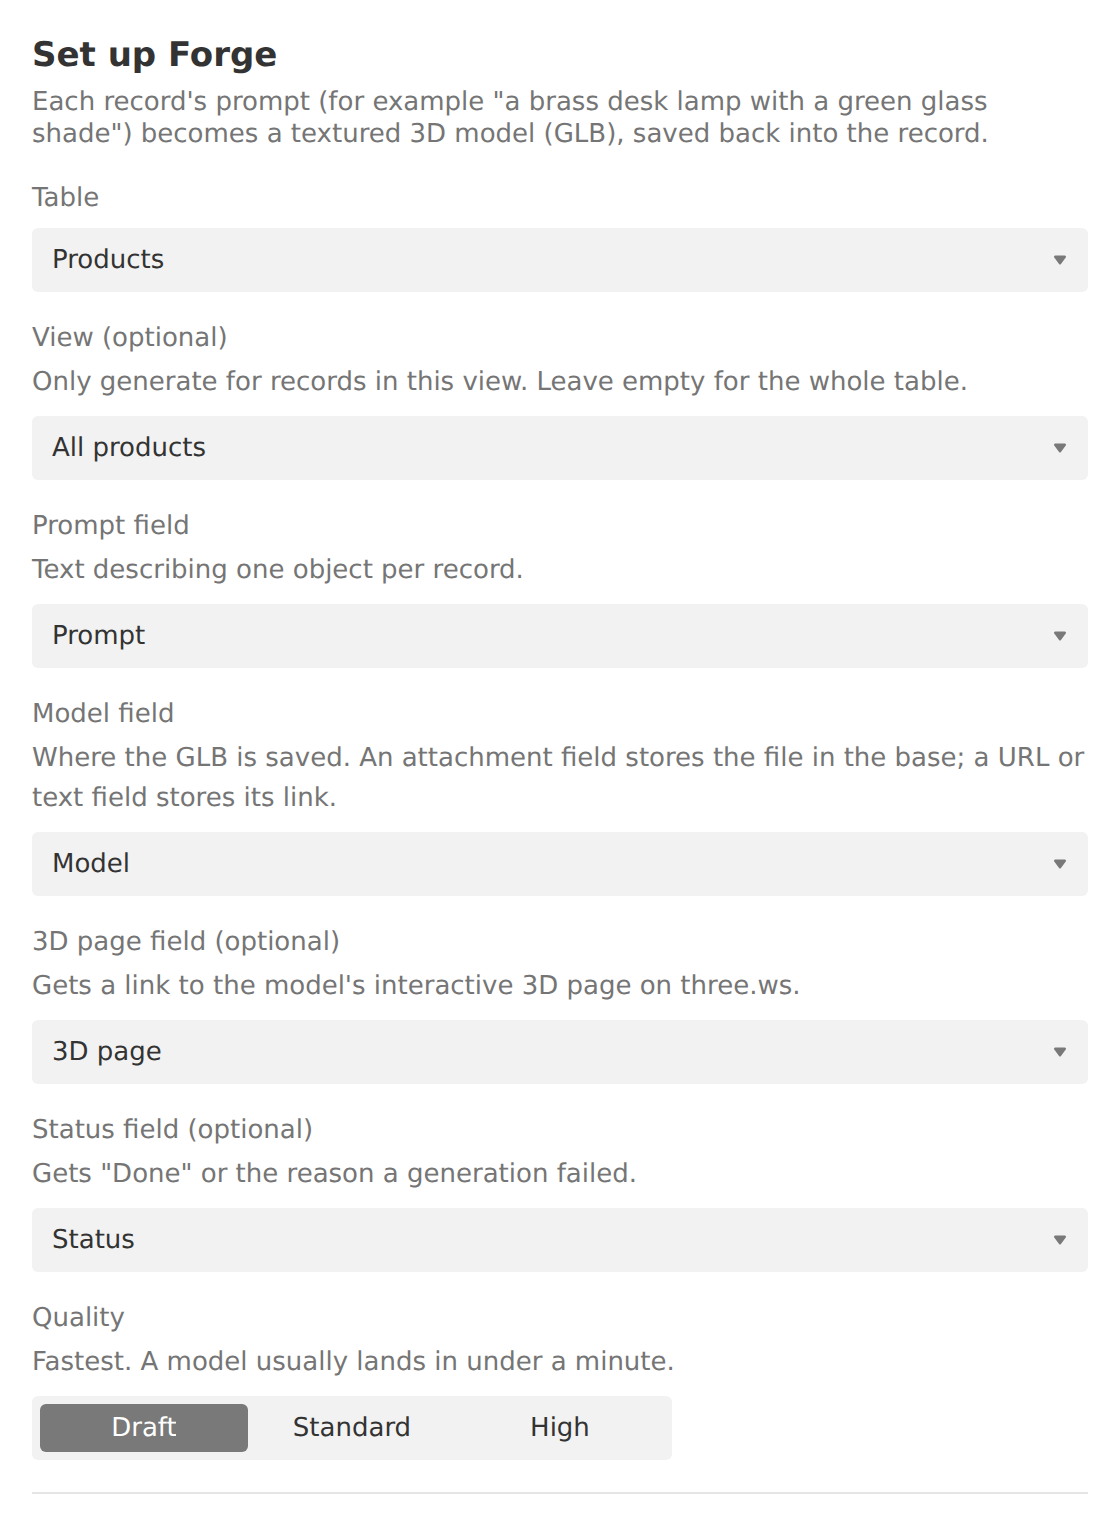 Set up Forge
Each record's prompt (for example "a brass desk lamp with a green glass
shade") becomes a textured 3D model (GLB), saved back into the record.
Table
Products
View (optional)
Only generate for records in this view. Leave empty for the whole table.
All products
Prompt field
Text describing one object per record.
Prompt
Model field
Where the GLB is saved. An attachment field stores the file in the base; a URL or
text field stores its link.
Model
3D page field (optional)
Gets a link to the model's interactive 3D page on three.ws.
3D page
Status field (optional)
Gets "Done" or the reason a generation failed.
Status
Quality
Fastest. A model usually lands in under a minute.
Draft Standard High